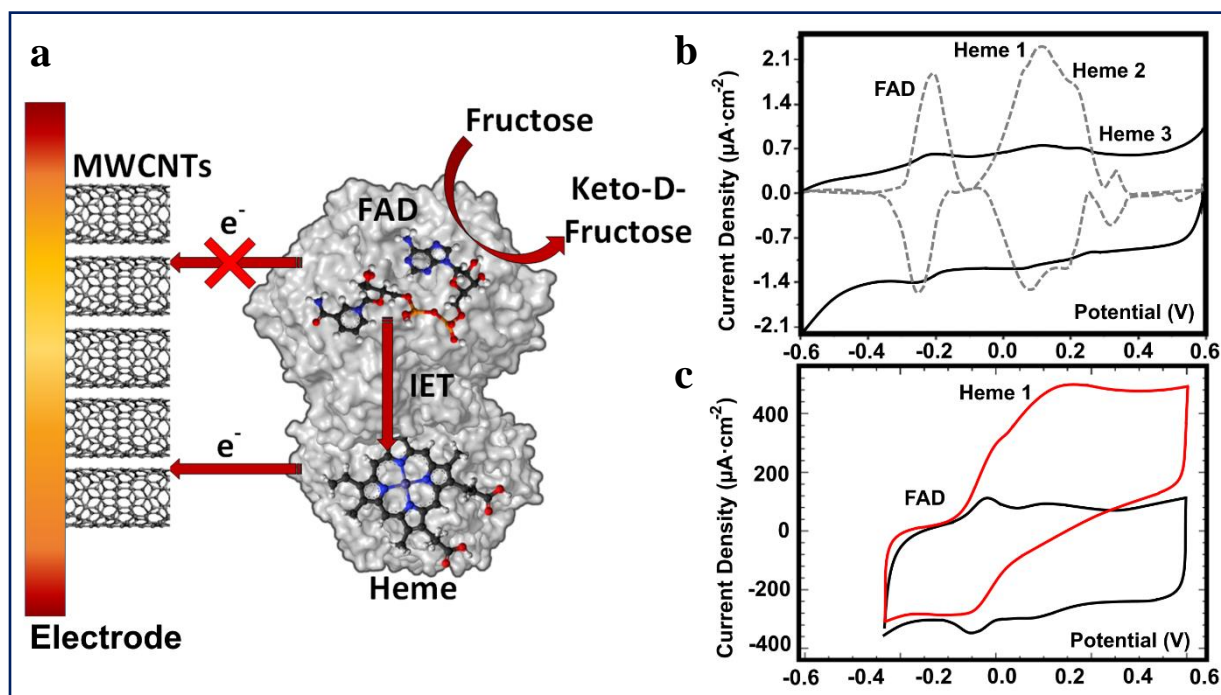 a
MWCNTs
e-
e-
Electrode
Fructose
FAD
Keto-D-
Fructose
IET
Heme
b
Current Density (µA·cm-2)
2.1
1.4
0.7
0.0
-0.7
-1.4
-2.1
FAD
Heme 1
Heme 2
Heme 3
Potential (V)
-0.6 -0.4 -0.2 0.0 0.2 0.4 0.6
c
Current Density (µA·cm-2)
400
200
0
-200
-400
Heme 1
FAD
Potential (V)
-0.6 -0.4 -0.2 -0.0 0.2 0.4 0.6